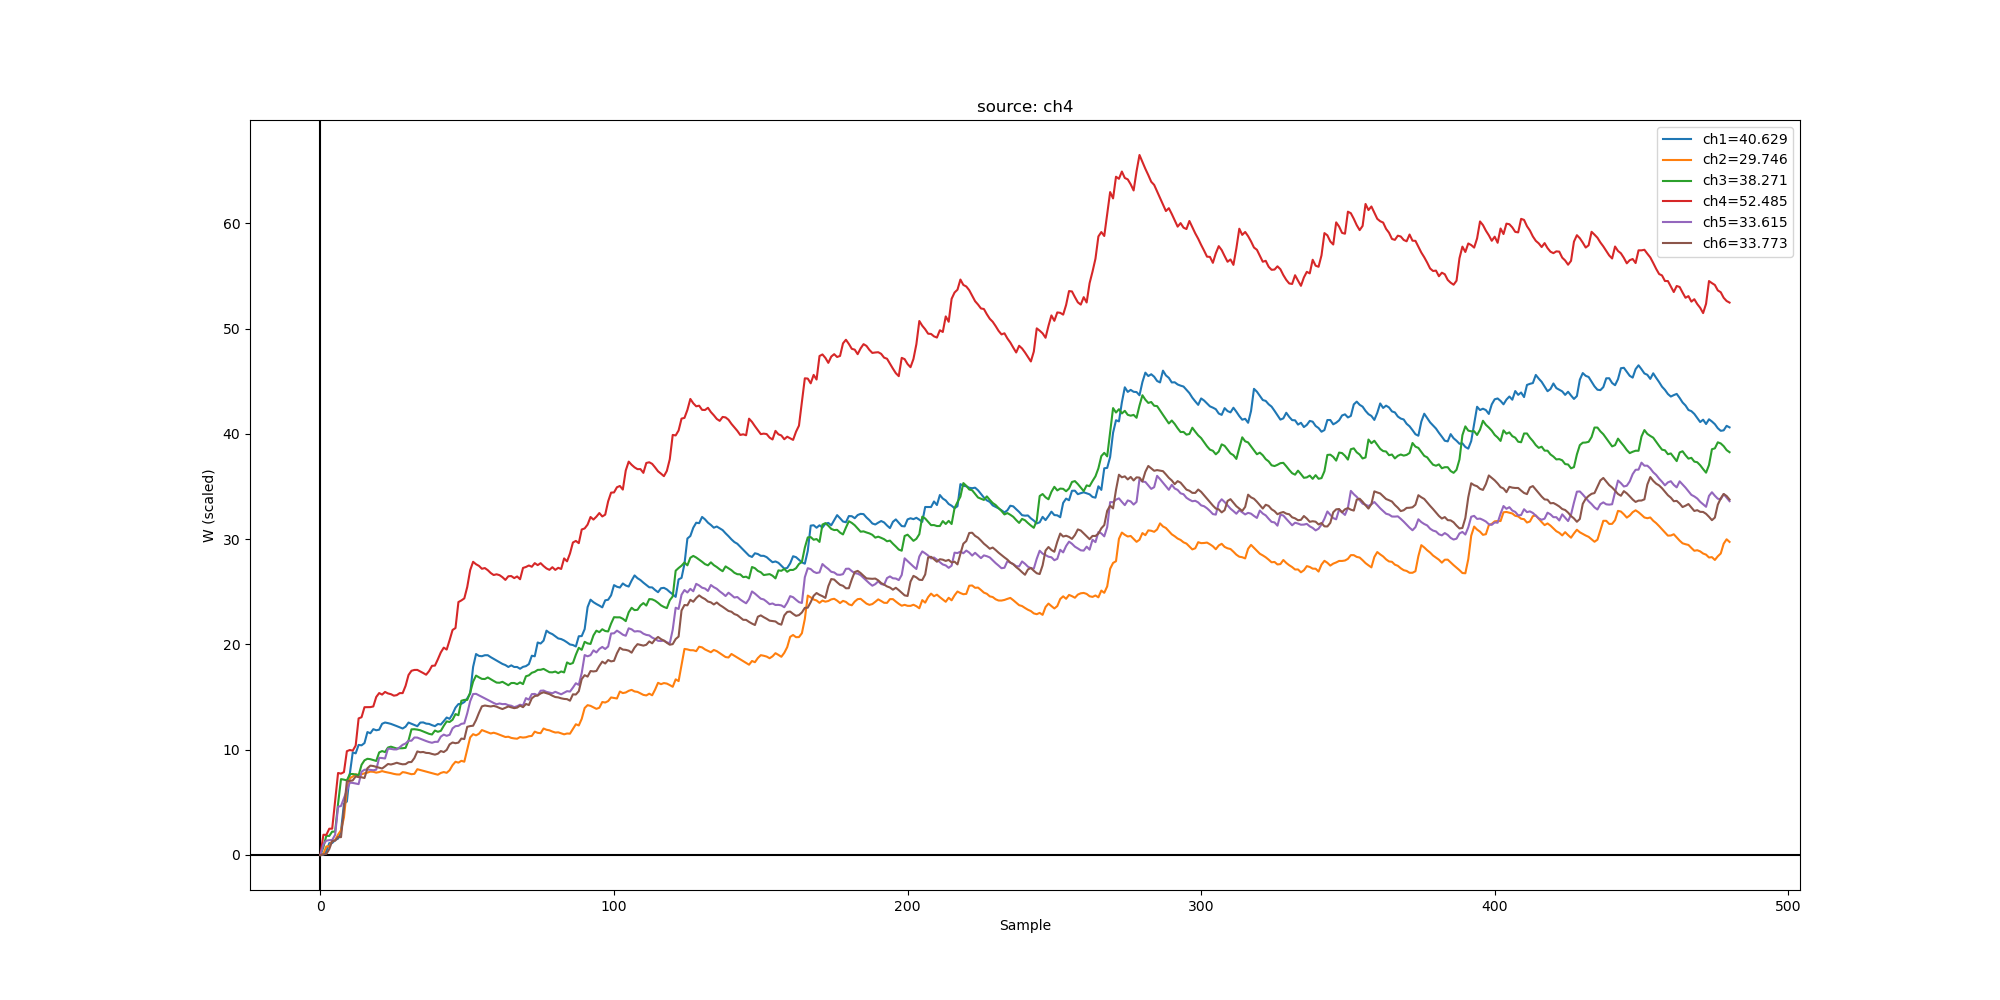 source: ch4
ch1=40.629
ch2=29.746
ch3=38.271
ch4=52.485
ch5=33.615
ch6=33.773
W (scaled)
60
50
40
30
20
10
0
0 100 200 300 400 500
Sample